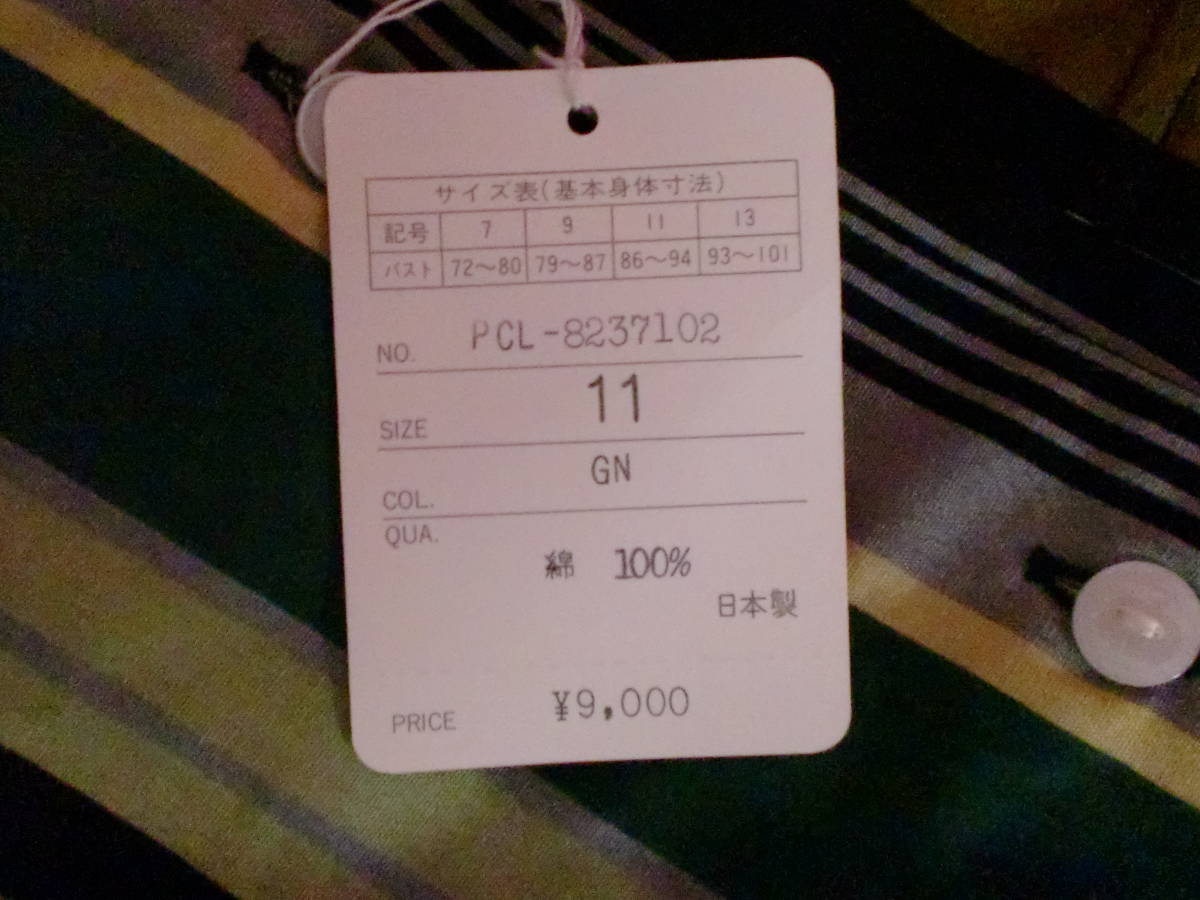 サイズ表(基本身体寸法)
記号 7 9 11 13
バスト 72～80 79～87 86～94 93～101
NO. PCL-8237102
SIZE 11
COL. GN
QUA.
綿 100%
日本製
PRICE ¥9,000